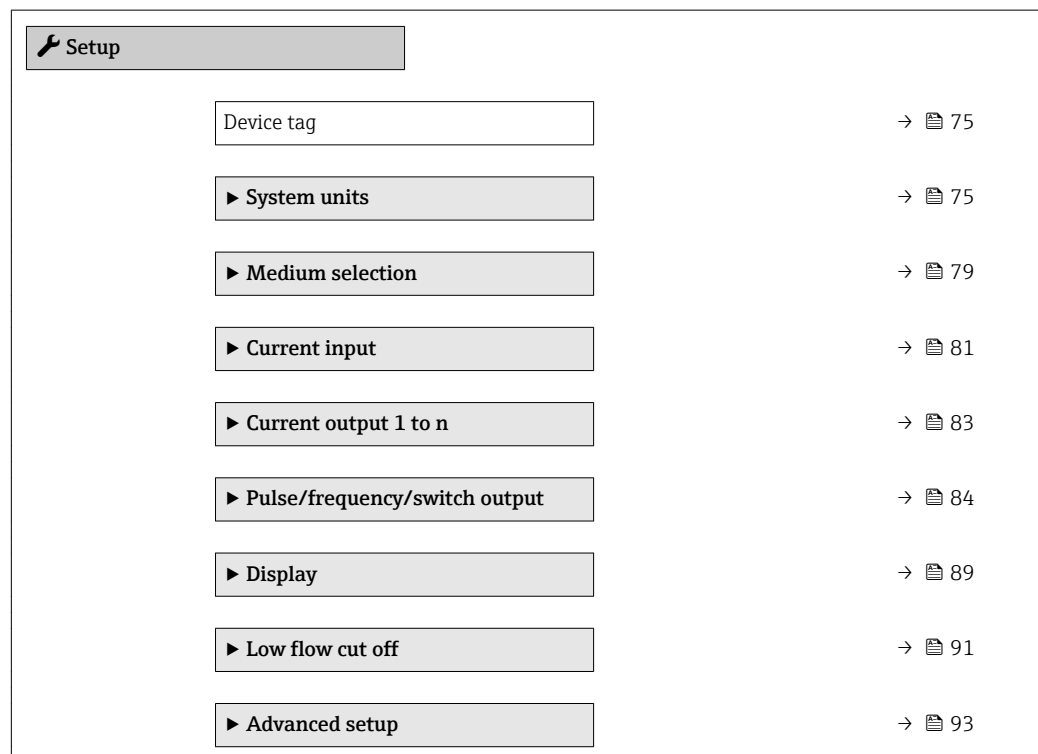 Setup
Device tag → 75
► System units → 75
► Medium selection → 79
► Current input → 81
► Current output 1 to n → 83
► Pulse/frequency/switch output → 84
► Display → 89
► Low flow cut off → 91
► Advanced setup → 93